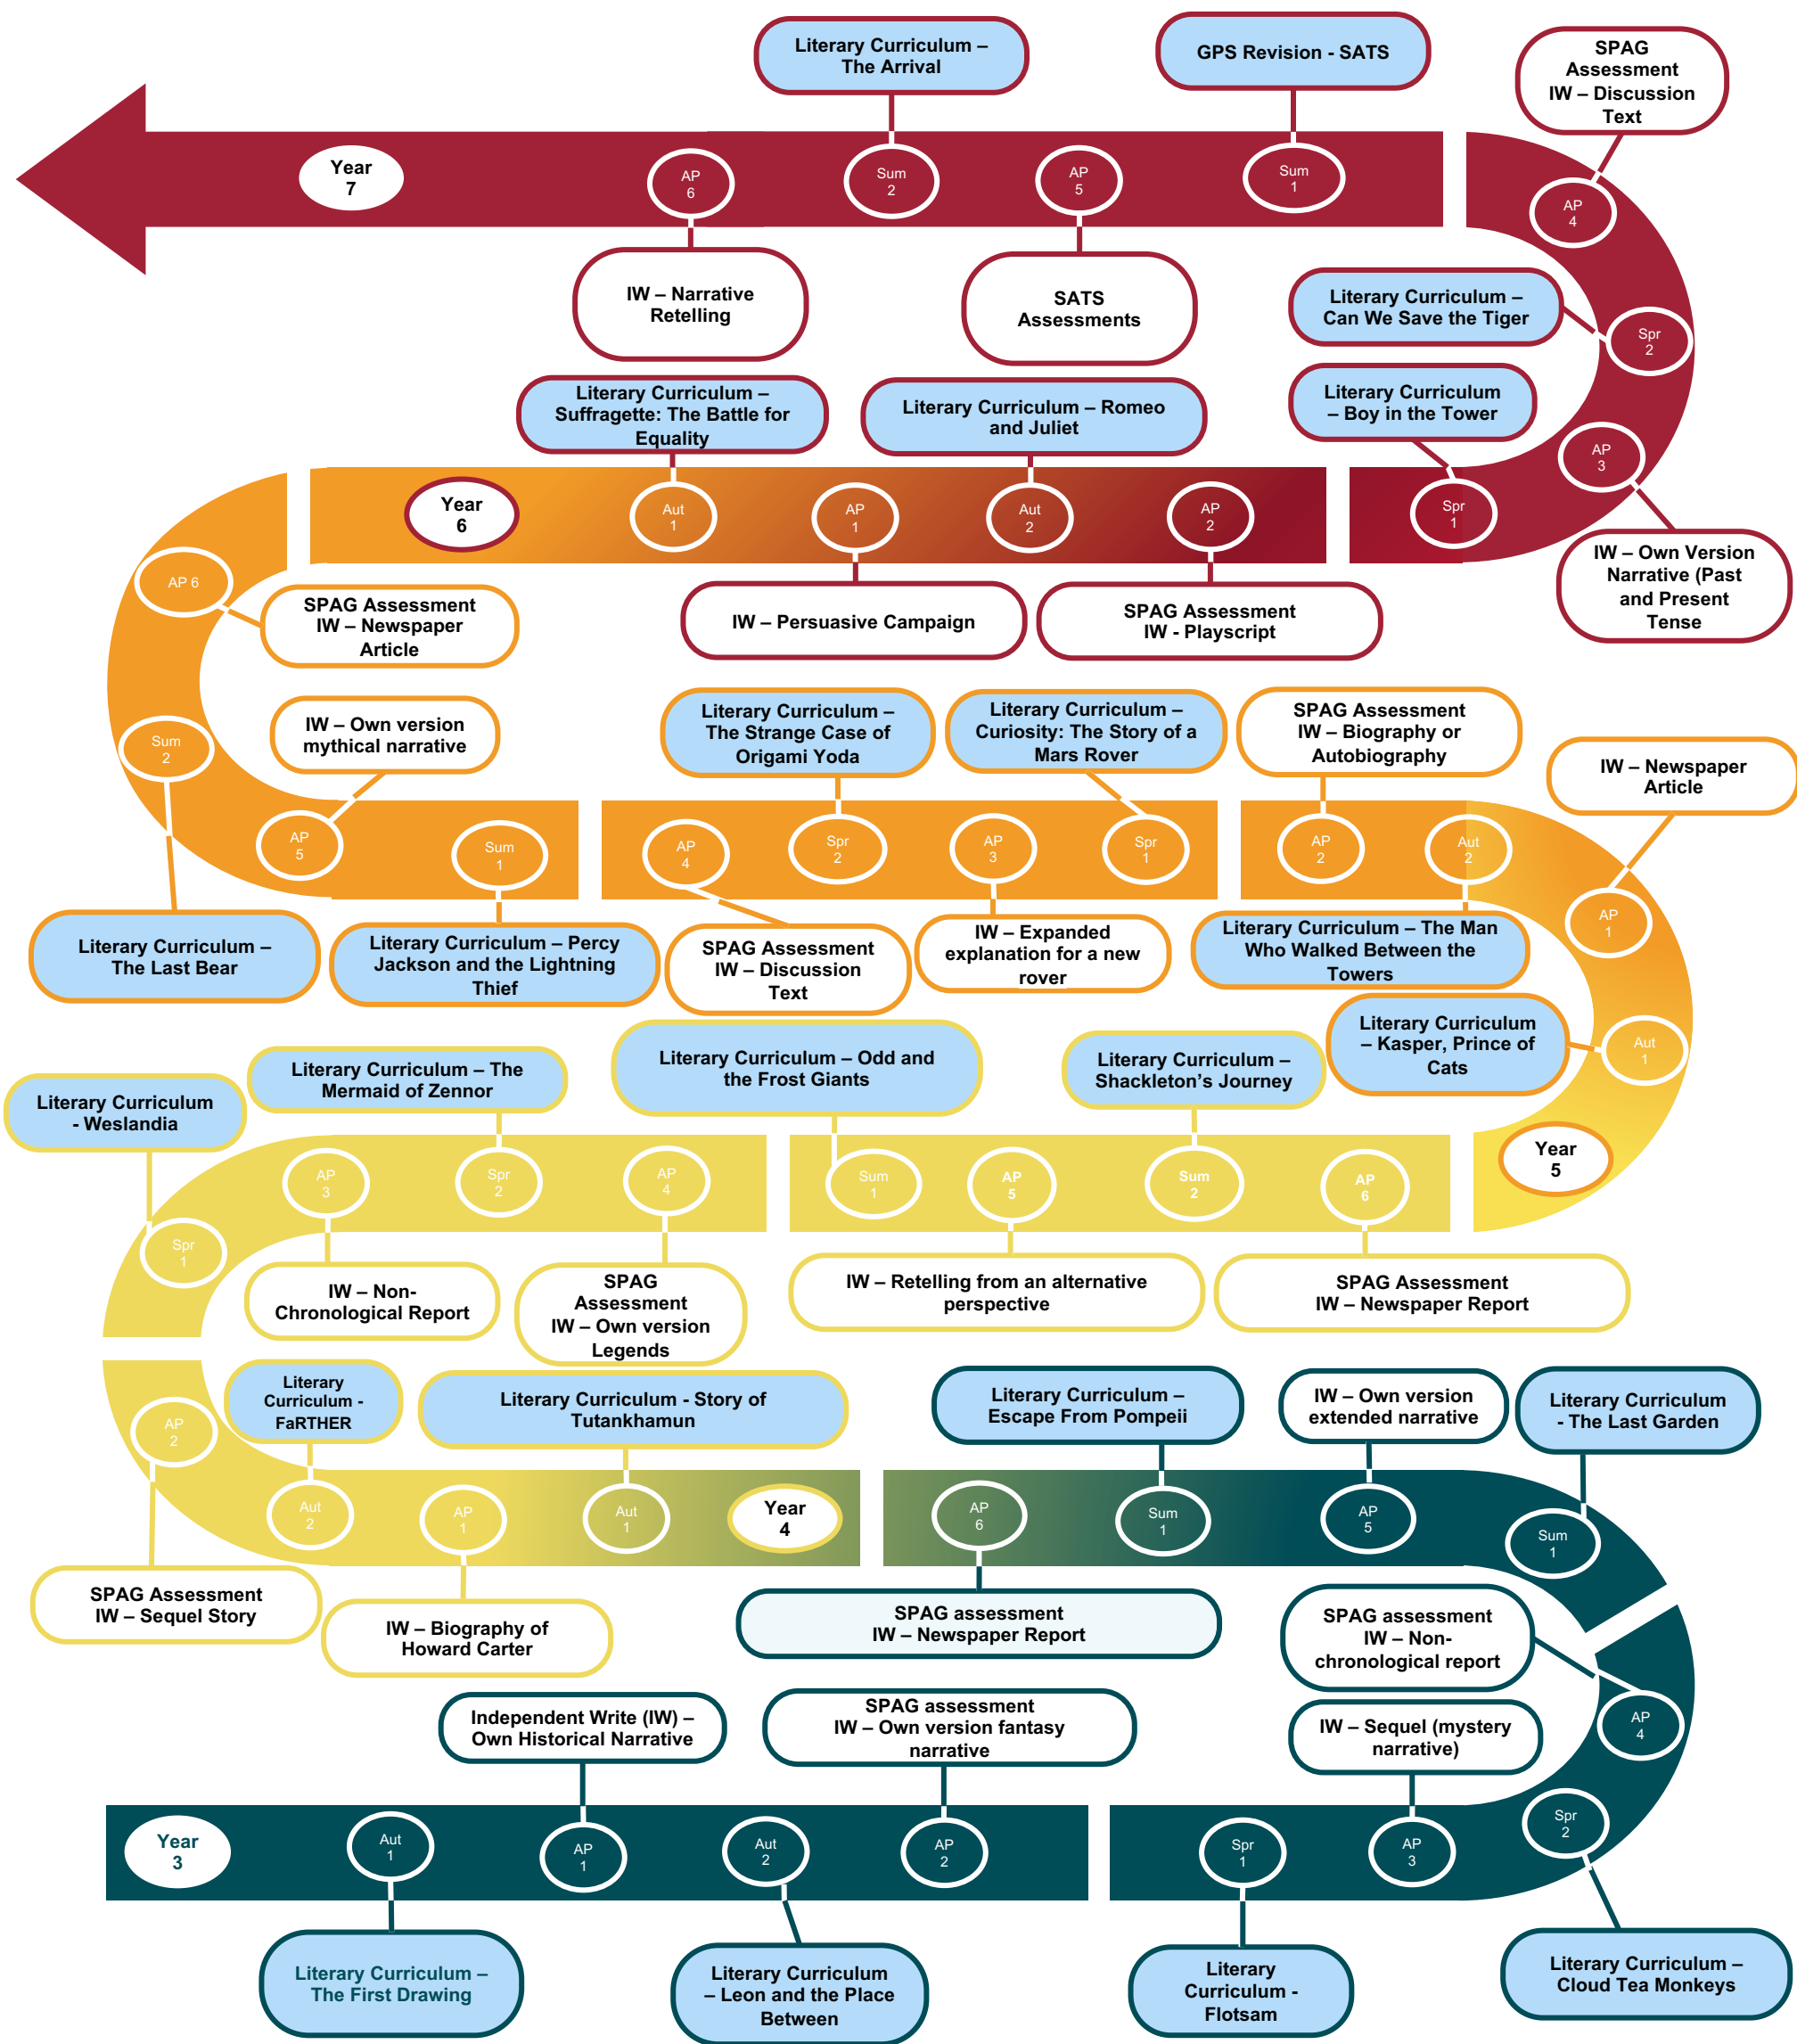 Literary Curriculum –
The Arrival
GPS Revision - SATS
SPAG
Assessment
IW – Discussion
Text
Year
7
AP
6
Sum
2
AP
5
Sum
1
AP
4
IW – Narrative
Retelling
SATS
Assessments
Literary Curriculum –
Can We Save the Tiger
Spr
2
Literary Curriculum –
Suffragette: The Battle for
Equality
Literary Curriculum – Romeo
and Juliet
Literary Curriculum
– Boy in the Tower
AP
3
Year
6
Aut
1
AP
1
Aut
2
AP
2
Spr
1
IW – Own Version
Narrative (Past
and Present
Tense
AP 6
SPAG Assessment
IW – Newspaper
Article
IW – Persuasive Campaign
SPAG Assessment
IW - Playscript
Sum
2
IW – Own version
mythical narrative
Literary Curriculum –
The Strange Case of
Origami Yoda
Literary Curriculum –
Curiosity: The Story of a
Mars Rover
SPAG Assessment
IW – Biography or
Autobiography
IW – Newspaper
Article
AP
5
Sum
1
AP
4
Spr
2
AP
3
Spr
1
AP
2
Aut
2
AP
1
Literary Curriculum –
The Last Bear
Literary Curriculum – Percy
Jackson and the Lightning
Thief
SPAG Assessment
IW – Discussion
Text
IW – Expanded
explanation for a new
rover
Literary Curriculum – The Man
Who Walked Between the
Towers
Literary Curriculum
– Kasper, Prince of
Cats
Aut
1
Literary Curriculum
- Weslandia
Literary Curriculum – The
Mermaid of Zennor
Literary Curriculum – Odd and
the Frost Giants
Literary Curriculum –
Shackleton's Journey
Year
5
Spr
1
AP
3
Spr
2
AP
4
Sum
1
AP
5
Sum
2
AP
6
IW – Non-
Chronological Report
SPAG
Assessment
IW – Own version
Legends
IW – Retelling from an alternative
perspective
SPAG Assessment
IW – Newspaper Report
AP
2
Literary
Curriculum -
FaRTHER
Literary Curriculum - Story of
Tutankhamun
Literary Curriculum –
Escape From Pompeii
IW – Own version
extended narrative
Literary Curriculum
- The Last Garden
Aut
2
AP
1
Aut
1
Year
4
AP
6
Sum
1
AP
5
Sum
1
SPAG Assessment
IW – Sequel Story
IW – Biography of
Howard Carter
SPAG assessment
IW – Newspaper Report
SPAG assessment
IW – Non-
chronological report
AP
4
Independent Write (IW) –
Own Historical Narrative
SPAG assessment
IW – Own version fantasy
narrative
IW – Sequel (mystery
narrative)
Year
3
Aut
1
AP
1
Aut
2
AP
2
Spr
1
AP
3
Spr
2
Literary Curriculum –
The First Drawing
Literary Curriculum
– Leon and the Place
Between
Literary
Curriculum -
Flotsam
Literary Curriculum –
Cloud Tea Monkeys